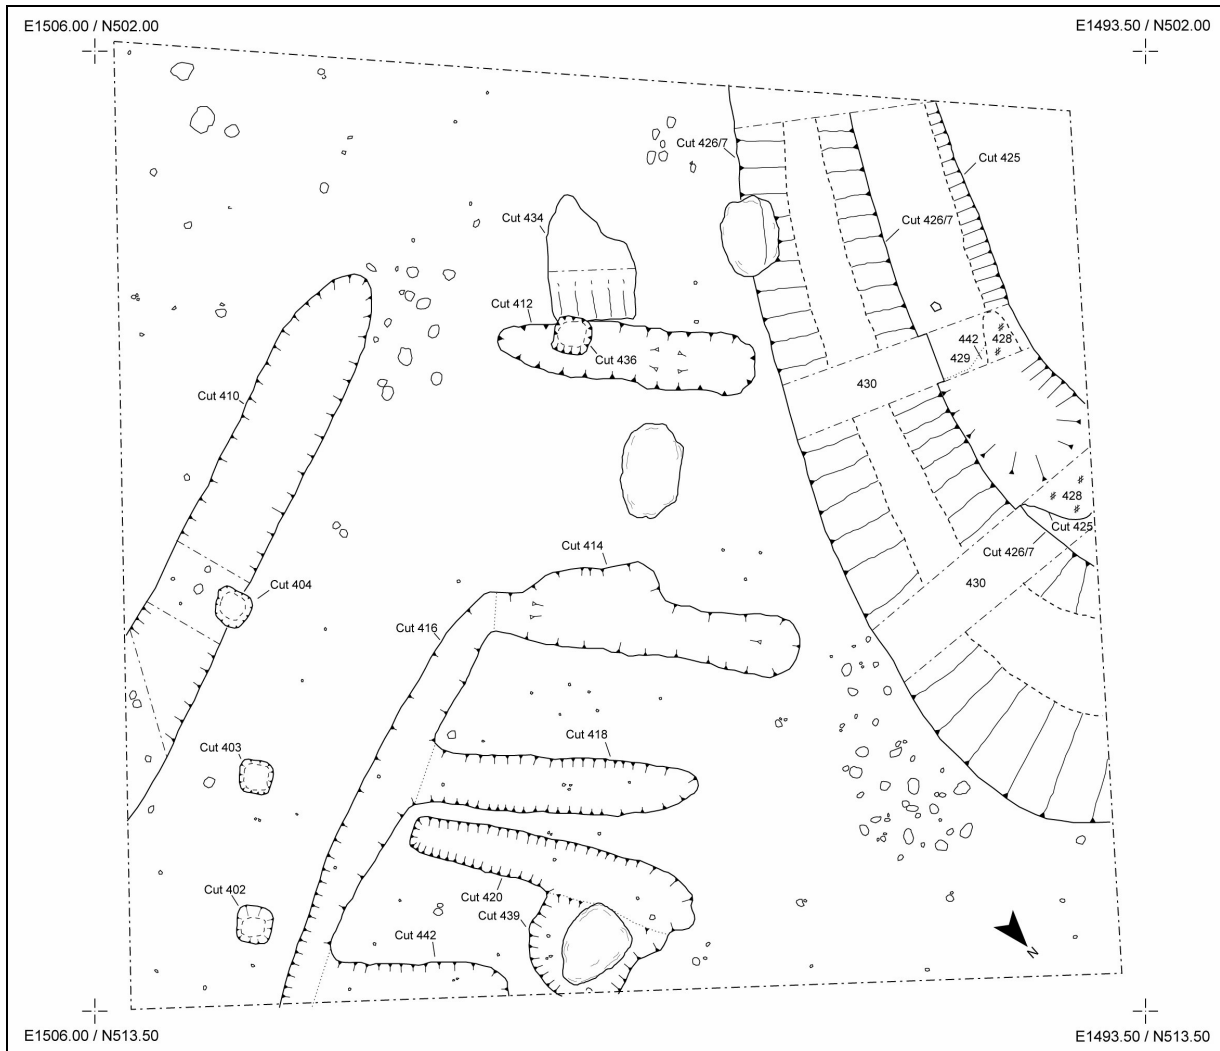 E1506.00 / N502.00
E1493.50 / N502.00
Cut 426/7
Cut 425
Cut 434
Cut 426/7
Cut 412
436
442
428
429
430
Cut 410
428
Cut 425
Cut 414
Cut 426/7
430
Cut 404
Cut 416
Cut 418
Cut 403
Cut 402
Cut 420
Cut 439
Cut 442
N
E1506.00 / N513.50
E1493.50 / N513.50